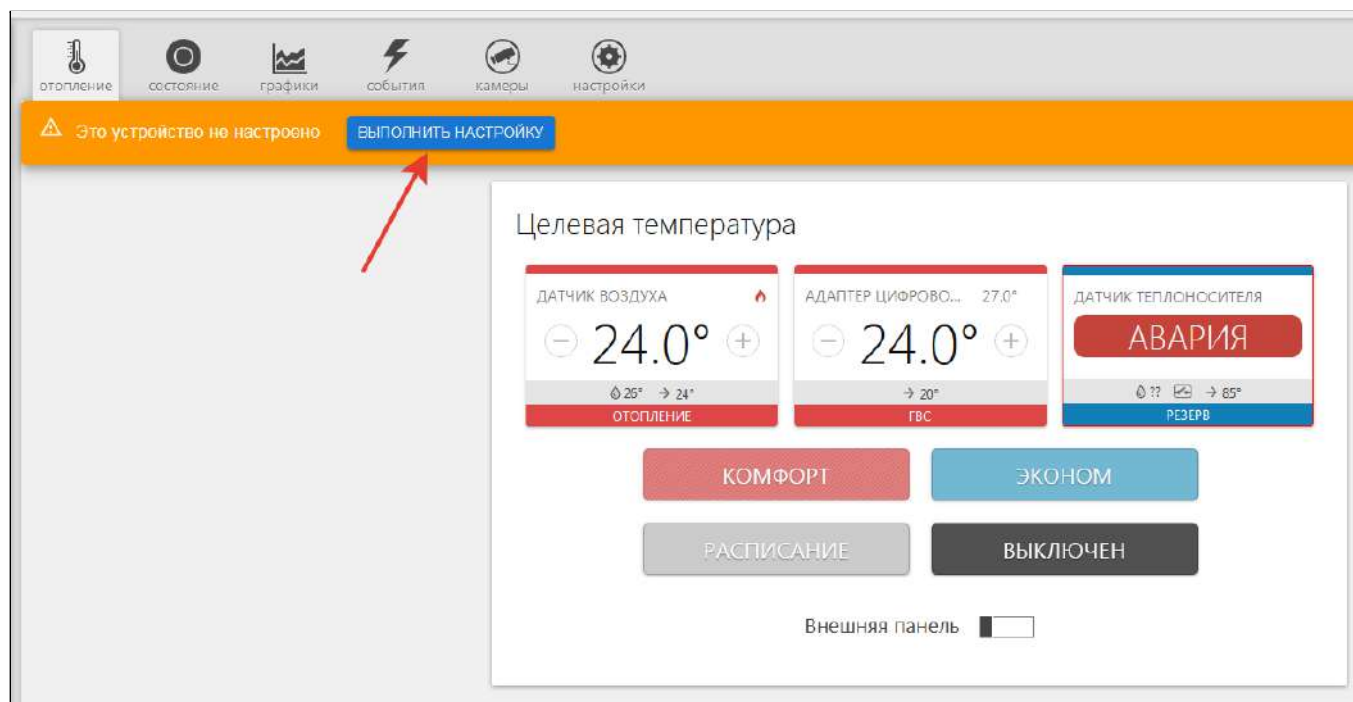 отопление состояние графики события камеры настройки
Это устройство не настроено ВЫПОЛНИТЬ НАСТРОЙКУ
Целевая температура
ДАТЧИК ВОЗДУХА АДАПТЕР ЦИФРОВО... 27.0° ДАТЧИК ТЕПЛОНОСИТЕЛЯ
24.0° 24.0° АВАРИЯ
26° → 24° → 20° ?? → 85°
ОТОПЛЕНИЕ ГВС РЕЗЕРВ
КОМФОРТ ЭКОНОМ
РАСПИСАНИЕ ВЫКЛЮЧЕН
Внешняя панель